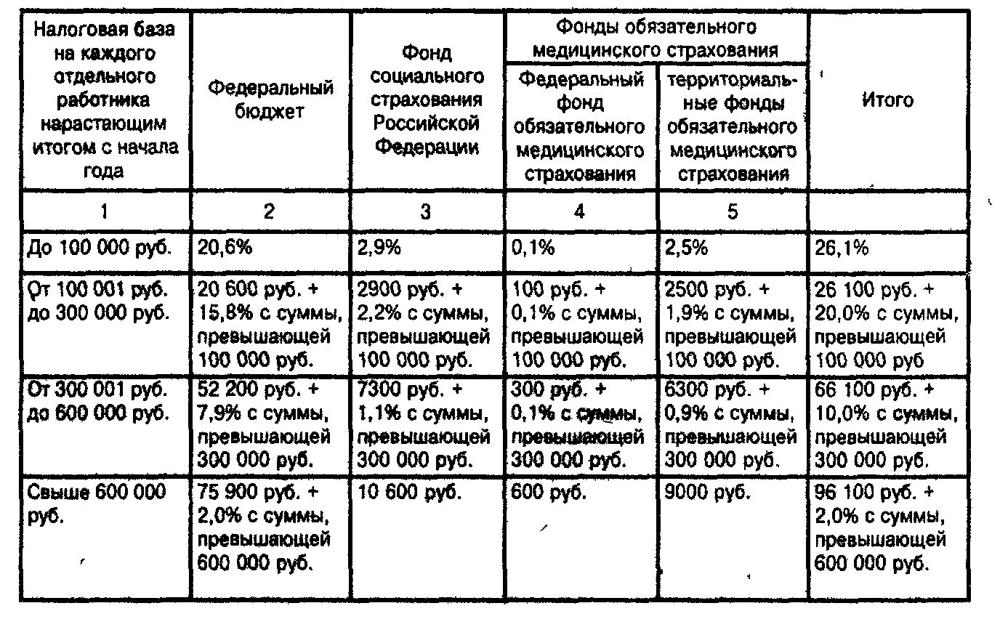 Налоговая база
на каждого
отдельного
работника
нарастающим
итогом с начала
года
Федеральный
бюджет
Фонд
социального
страхования
Российской
Федерации
Фонды обязательного
медицинского страхования
Федеральный
фонд
обязательного
медицинского
страхования
территориаль-
ные фонды
обязательного
медицинского
страхования
Итого
1
2
3
4
5
До 100 000 руб.
20,6%
2,9%
0,1%
2,5%
26,1%
От 100 001 руб.
до 300 000 руб.
20 600 руб. +
15,8% с суммы,
превышающей
100 000 руб.
2900 руб. +
2,2% с суммы,
превышающей
100 000 руб.
100 руб. +
0,1% с суммы,
превышающей
100 000 руб.
2500 руб. +
1,9% с суммы,
превышающей
100 000 руб.
26 100 руб. +
20,0% с суммы,
превышающей
100 000 руб
От 300 001 руб.
до 600 000 руб.
52 200 руб. +
7,9% с суммы,
превышающей
300 000 руб.
7300 руб. +
1,1% с суммы,
превышающей
300 000 руб.
300 руб. +
0,1% с суммы,
превышающей
300 000 руб.
6300 руб. +
0,9% с суммы,
превышающей
300 000 руб.
66 100 руб. +
10,0% с суммы,
превышающей
300 000 руб.
Свыше 600 000
руб.
75 900 руб. +
2,0% с суммы,
превышающей
600 000 руб.
10 600 руб.
600 руб.
9000 руб.
96 100 руб. +
2,0% с суммы,
превышающей
600 000 руб.